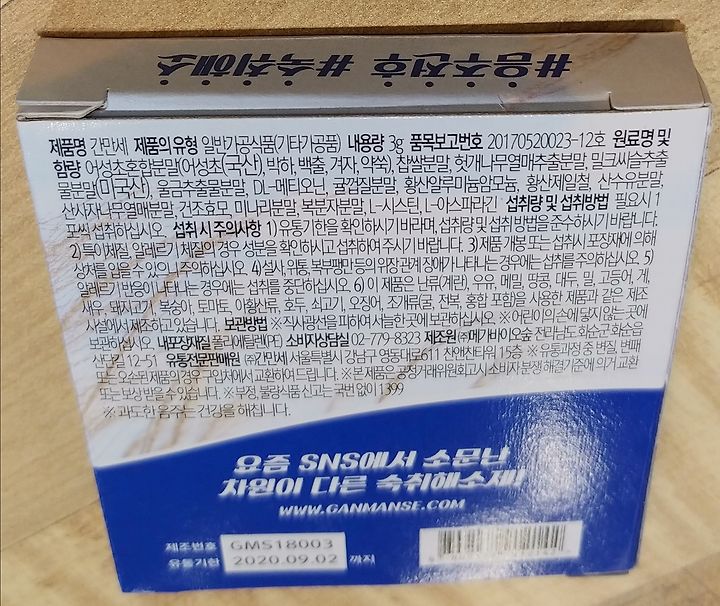 #음주전후 #숙취해소
제품명 간만세 제품의 유형 일반가공식품(기타가공품) 내용량 3g 품목보고번호 20170520023-12호 원료명 및
함량 어성초혼합분말(어성초(국산), 박하, 백출, 겨자, 약쑥), 찹쌀분말, 헛개나무열매추출분말, 밀크씨슬추출
물분말(미국산), 울금추출물분말, DL-메티오닌, 귤껍질분말, 황산알루미늄암모늄, 황산제일철, 산수유분말,
산사자나무열매분말, 건조효모, 미나리분말, 복분자분말, L-시스틴, L-아스파라긴 섭취량 및 섭취방법 필요시 1
포씩 섭취하십시오. 섭취 시 주의사항 1) 유통기한을 확인하시기 바라며, 섭취량 및 섭취방법을 준수하시기 바랍니다.
2) 특이체질, 알레르기 체질의 경우 성분을 확인하시고 섭취하여 주시기 바랍니다. 3) 제품 개봉 또는 섭취시 포장재에 의해
상처를 입을 수 있으니 주의하십시오. 4) 설사, 위통, 복부팽만 등의 위장 관계 장애가 나타나는 경우에는 섭취를 주의하십시오. 5)
알레르기 반응이 나타나는 경우에는 섭취를 중단하십시오. 6) 이 제품은 난류(계란), 우유, 메밀, 땅콩, 대두, 밀, 고등어, 게,
새우, 돼지고기, 복숭아, 토마토, 아황산류, 호두, 쇠고기, 오징어, 조개류(굴, 전복, 홍합 포함)을 사용한 제품과 같은 제조
시설에서 제조하고 있습니다. 보관방법 ※ 직사광선을 피하여 서늘한 곳에 보관하십시오. ※ 어린이의 손에 닿지 않는 곳에
보관하십시오. 내포장재질 폴리에틸렌(PE) 소비자상담실 02-779-8323 제조원 ㈜메가바이오숲 전라남도 화순군 화순읍
산단길 12-51 유통전문판매원 ㈜간만세 서울특별시 강남구 영동대로611 찬앤찬타워 15층 ※ 유통과정 중 변질, 변패
또는 오손된 제품의 경우 구입처에서 교환하여 드립니다. ※ 본 제품은 공정거래위원회 고시 소비자 분쟁 해결기준에 의거 교환
또는 보상 받을 수 있습니다. ※ 부정, 불량식품 신고는 국번 없이 1399
※ 과도한 음주는 건강을 해칩니다.
요즘 SNS에서 소문난
차원이 다른 숙취해소제!
WWW.GANMANSE.COM
제조번호 GMS18003
유통기한 2020.09.02 까지